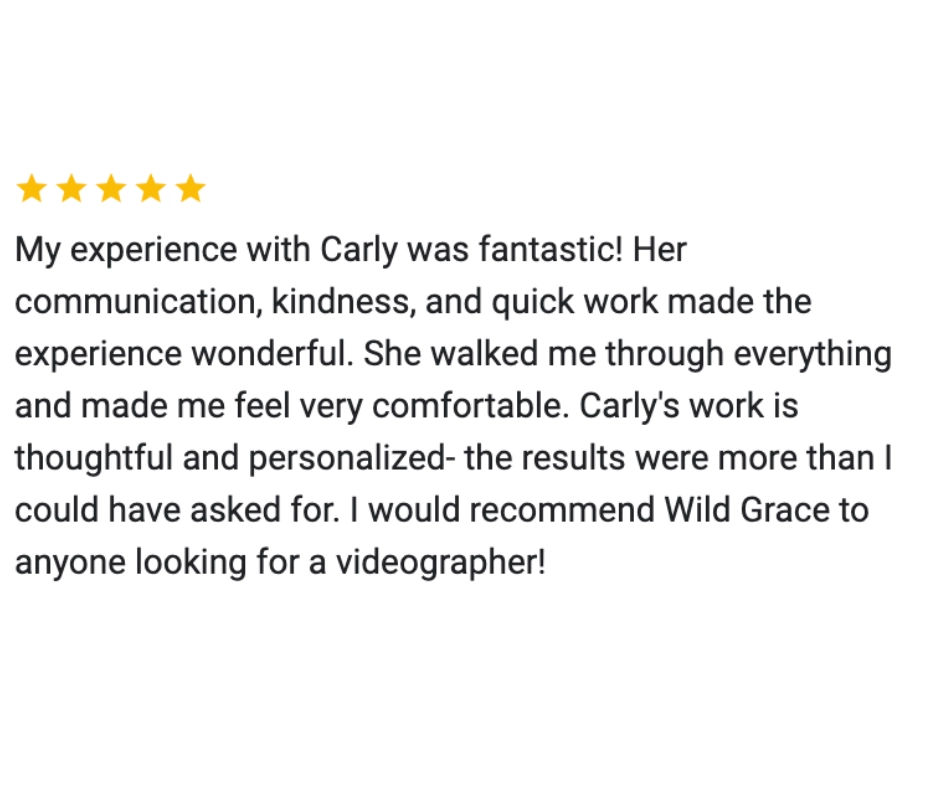 My experience with Carly was fantastic! Her
communication, kindness, and quick work made the
experience wonderful. She walked me through everything
and made me feel very comfortable. Carly's work is
thoughtful and personalized- the results were more than I
could have asked for. I would recommend Wild Grace to
anyone looking for a videographer!